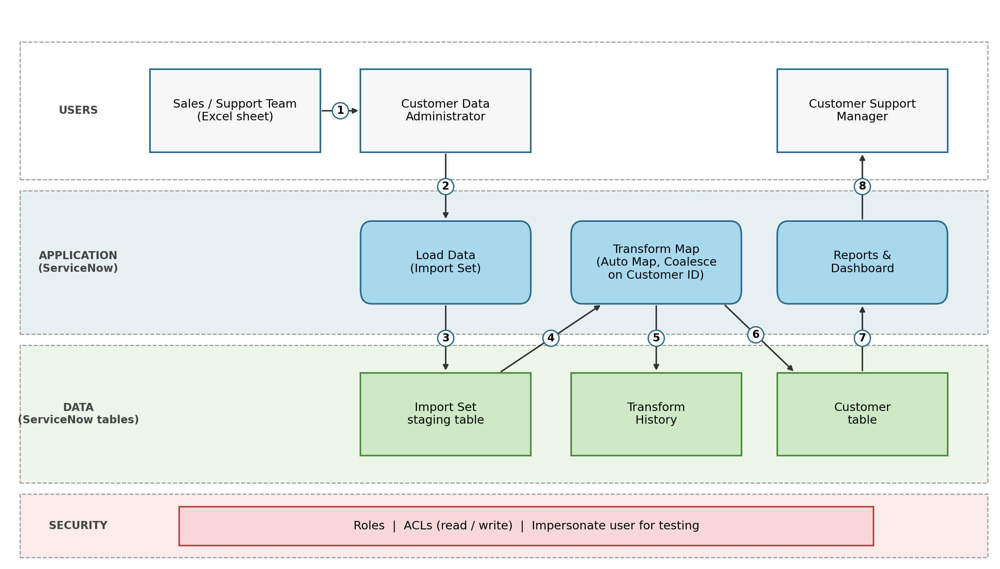 USERS
Sales / Support Team
(Excel sheet)
1
Customer Data
Administrator
Customer Support
Manager
2
8
APPLICATION
(ServiceNow)
Load Data
(Import Set)
Transform Map
(Auto Map, Coalesce
on Customer ID)
Reports &
Dashboard
3
4
5
6
7
DATA
(ServiceNow tables)
Import Set
staging table
Transform
History
Customer
table
SECURITY
Roles | ACLs (read / write) | Impersonate user for testing